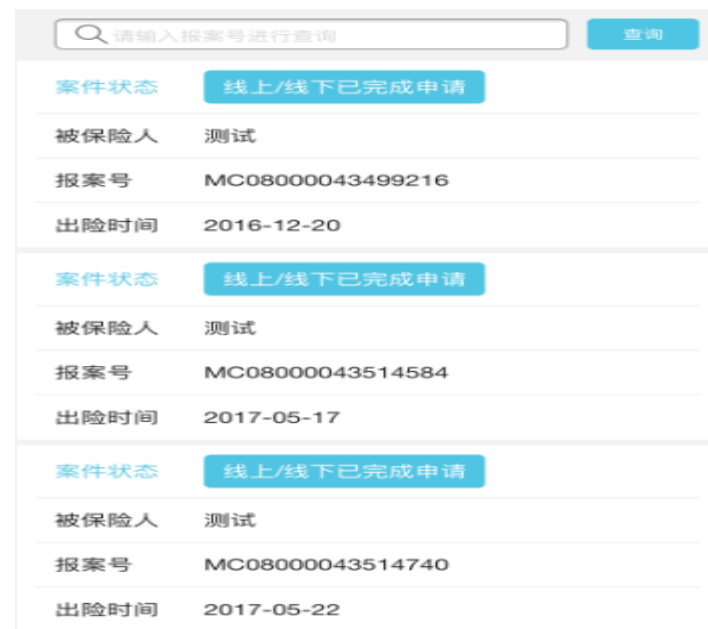 请输入报案号进行查询 查询
案件状态 线上/线下已完成申请
被保险人 测试
报案号 MC08000043499216
出险时间 2016-12-20
案件状态 线上/线下已完成申请
被保险人 测试
报案号 MC08000043514584
出险时间 2017-05-17
案件状态 线上/线下已完成申请
被保险人 测试
报案号 MC08000043514740
出险时间 2017-05-22